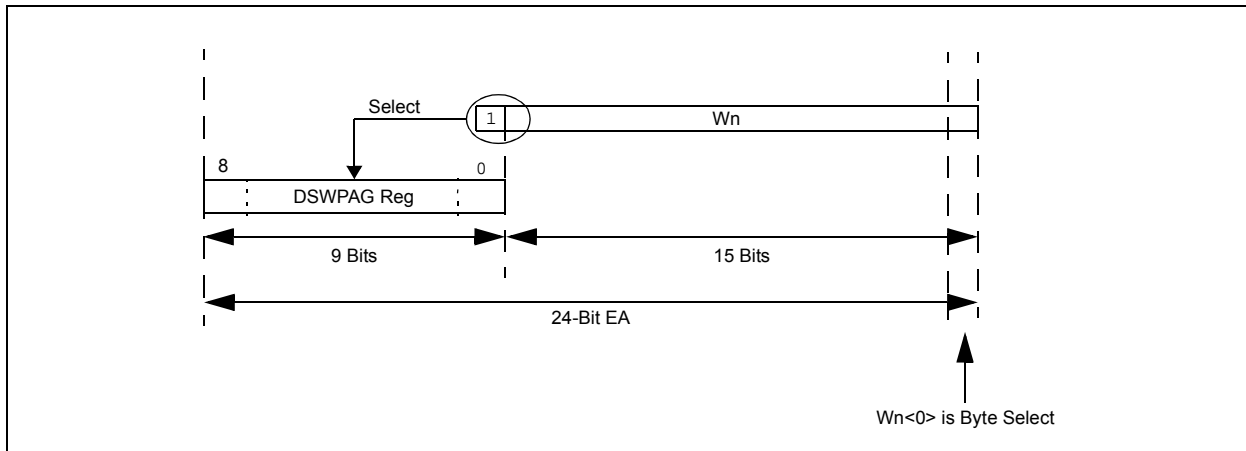 Select
1
Wn
8
0
DSWPAG Reg
9 Bits
15 Bits
24-Bit EA
Wn<0> is Byte Select